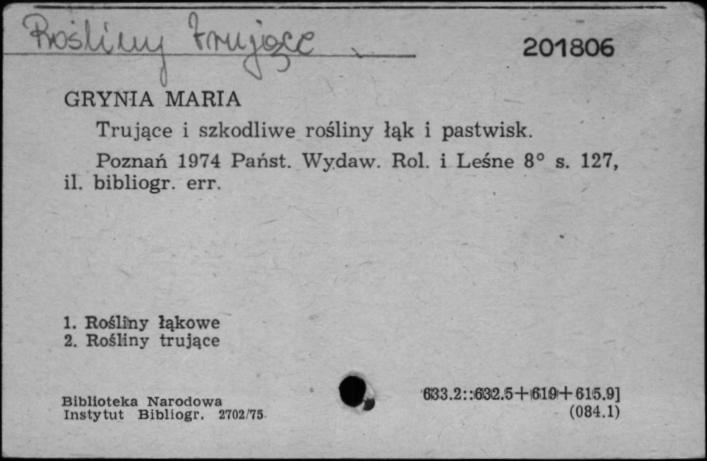 Rośliny trujące
201806
GRYNIA MARIA
Trujące i szkodliwe rośliny łąk i pastwisk.
Poznań 1974 Państ. Wydaw. Rol. i Leśne 8° s. 127,
il. bibliogr. err.
1. Rośliny łąkowe
2. Rośliny trujące
Biblioteka Narodowa
Instytut Bibliogr. 2702/75
633.2::632.5+619+615.9]
(084.1)